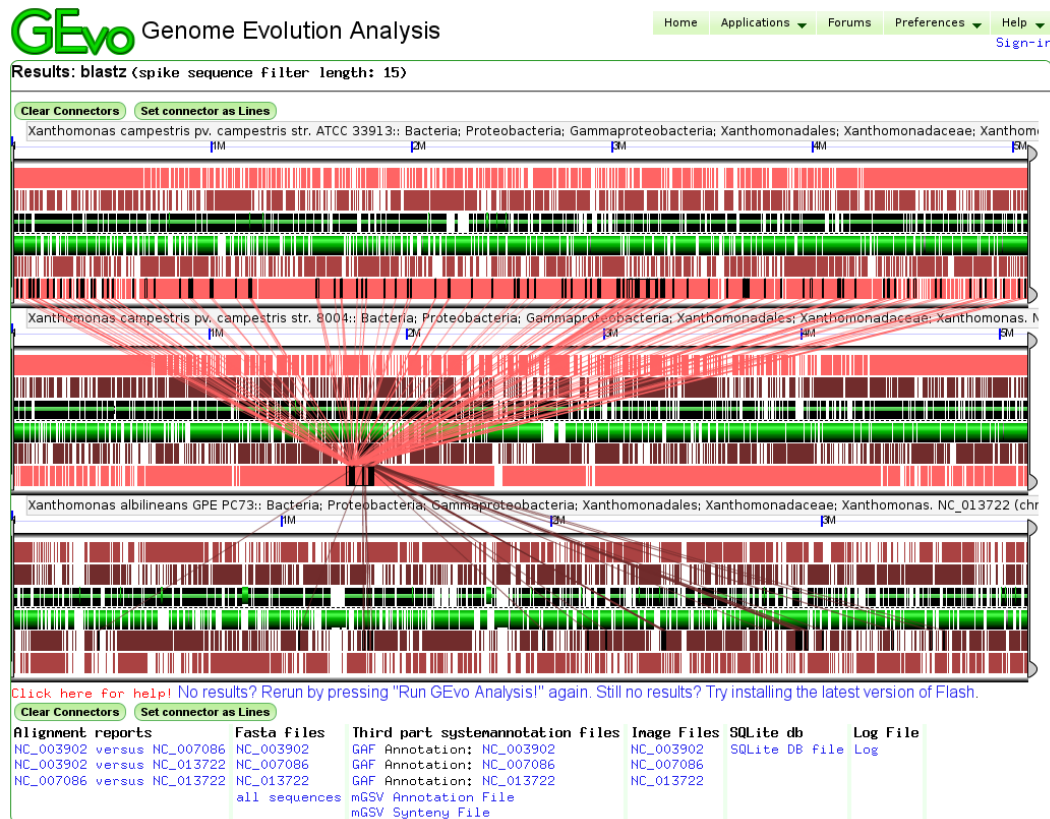 GEvo Genome Evolution Analysis
Home Applications Forums Preferences Help
Sign-in
Results: blastz (spike sequence filter length: 15)
Clear Connectors Set connector as Lines
Xanthomonas campestris pv. campestris str. ATCC 33913:: Bacteria; Proteobacteria; Gammaproteobacteria; Xanthomonadales; Xanthomonadaceae; Xanthomo
1M 2M 3M 4M 5M
Xanthomonas campestris pv. campestris str. 8004:: Bacteria; Proteobacteria; Gammaproteobacteria; Xanthomonadales; Xanthomonadaceae; Xanthomonas. N
1M 2M 3M 4M 5M
Xanthomonas albilineans GPE PC73:: Bacteria; Proteobacteria; Gammaproteobacteria; Xanthomonadales; Xanthomonadaceae; Xanthomonas. NC_013722 (chr
1M 2M 3M
Click here for help! No results? Rerun by pressing "Run GEvo Analysis!" again. Still no results? Try installing the latest version of Flash.
Clear Connectors Set connector as Lines
Alignment reports Fasta files Third part systemannotation files Image Files SQLite db Log File
NC_003902 versus NC_007086 NC_003902 GAF Annotation: NC_003902 NC_003902 SQLite DB file Log
NC_003902 versus NC_013722 NC_007086 GAF Annotation: NC_007086 NC_007086
NC_007086 versus NC_013722 NC_013722 GAF Annotation: NC_013722 NC_013722
all sequences mGSV Annotation File
mGSV Synteny File